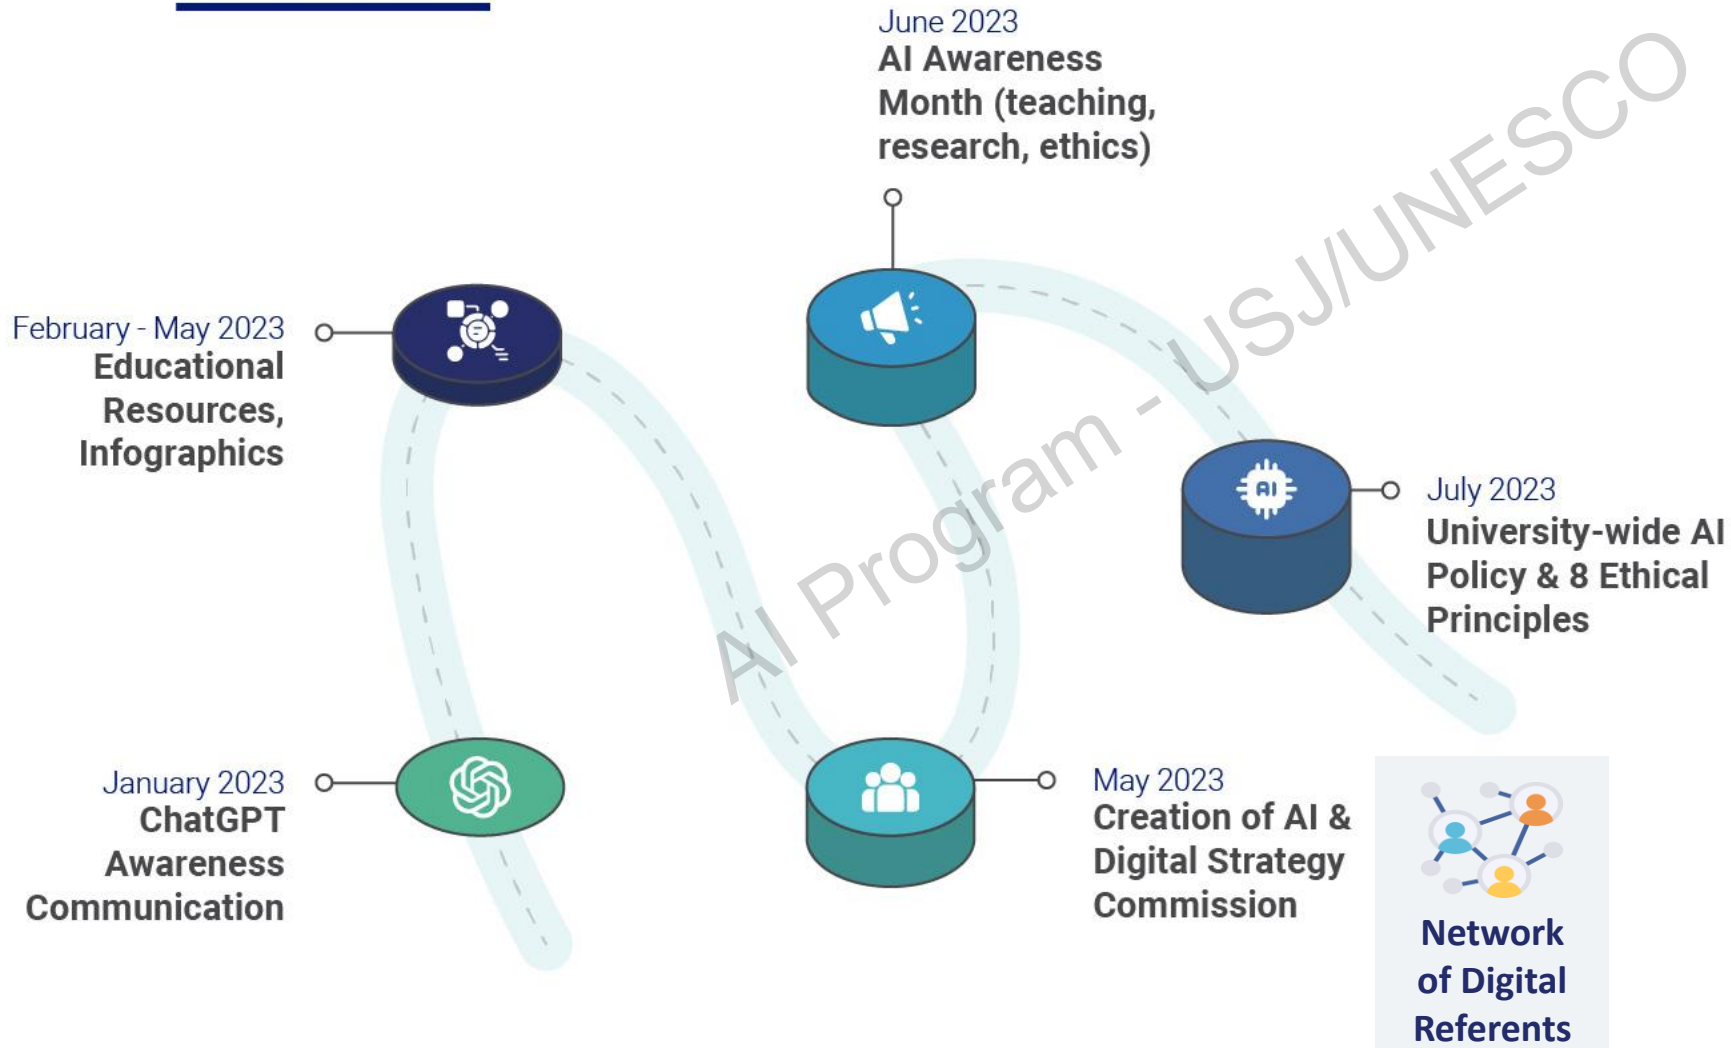 June 2023
AI Awareness
Month (teaching,
research, ethics)
February - May 2023
Educational
Resources,
Infographics
AI
July 2023
University-wide AI
Policy & 8 Ethical
Principles
January 2023
ChatGPT
Awareness
Communication
May 2023
Creation of AI &
Digital Strategy
Commission
Network
of Digital
Referents
AI Program - USJ/UNESCO